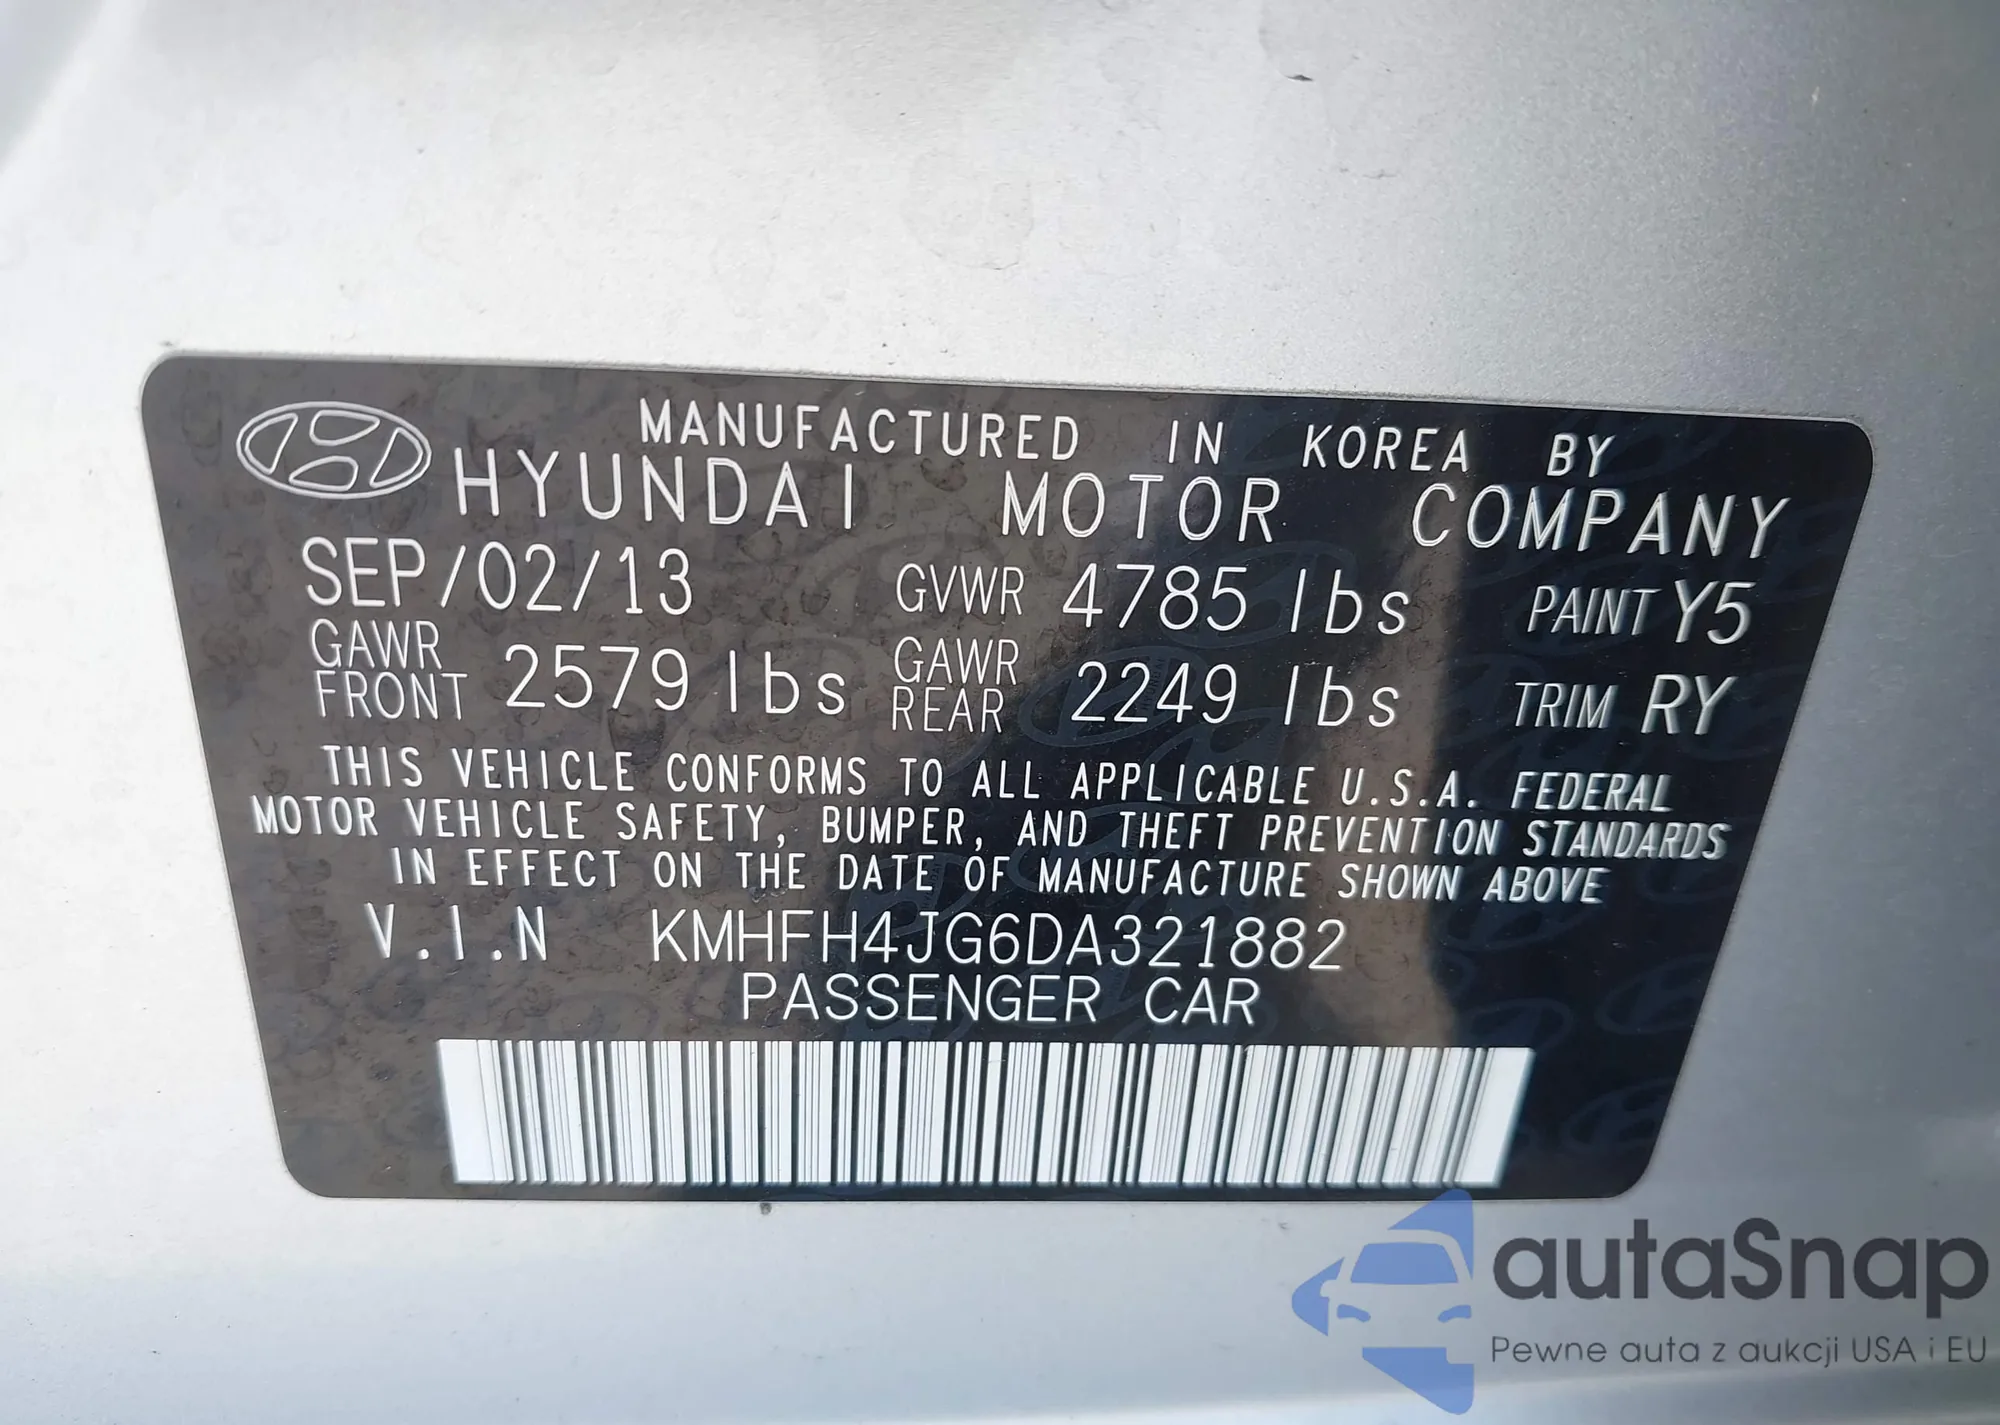 MANUFACTURED IN KOREA BY
HYUNDAI MOTOR COMPANY
SEP/02/13 GVWR 4785 lbs PAINT Y5
GAWR FRONT 2579 lbs GAWR REAR 2249 lbs TRIM RY
THIS VEHICLE CONFORMS TO ALL APPLICABLE U.S.A. FEDERAL
MOTOR VEHICLE SAFETY, BUMPER, AND THEFT PREVENTION STANDARDS
IN EFFECT ON THE DATE OF MANUFACTURE SHOWN ABOVE
V.I.N KMHFH4JG6DA321882
PASSENGER CAR
autaSnap
Pewne auta z aukcji USA i EU